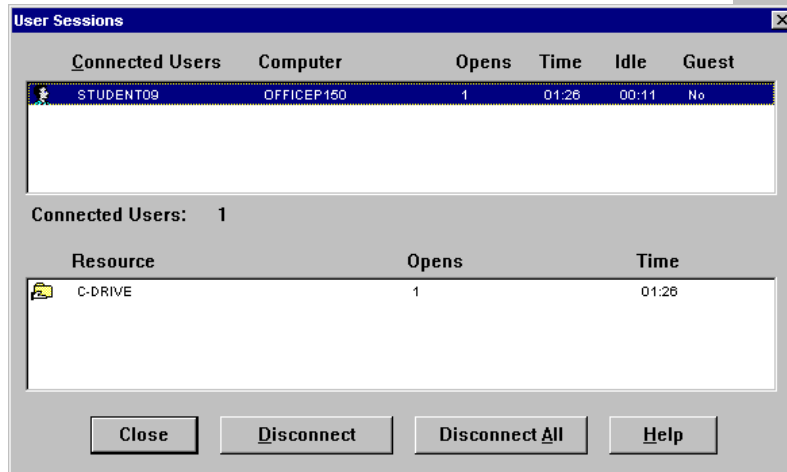 User Sessions
Connected Users Computer Opens Time Idle Guest
STUDENT09 OFFICEP150 1 01:26 00:11 No
Connected Users: 1
Resource Opens Time
C-DRIVE 1 01:26
Close Disconnect Disconnect All Help